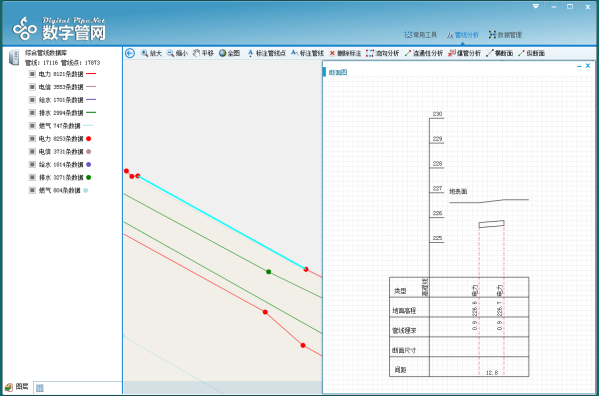 Digital Pipe.Net
数字管网
常用工具 管线分析 数据管理
综合管线数据库
管线: 17116 管线点: 17873
电力 8121条数据
电信 3553条数据
给水 1701条数据
排水 2994条数据
燃气 747条数据
电力 8253条数据
电信 3731条数据
给水 1814条数据
排水 3271条数据
燃气 804条数据
图层
放大 缩小 平移 全图 标注管线点 标注管线 删除标注 流向分析 连通性分析 爆管分析 横断面 纵断面
断面图
230
229
228
227
226
225
地表面
高程线
类型 电力 电力
地面高程 226.6 226.7
管线埋深 0.9 0.9
断面尺寸
间距 12.8